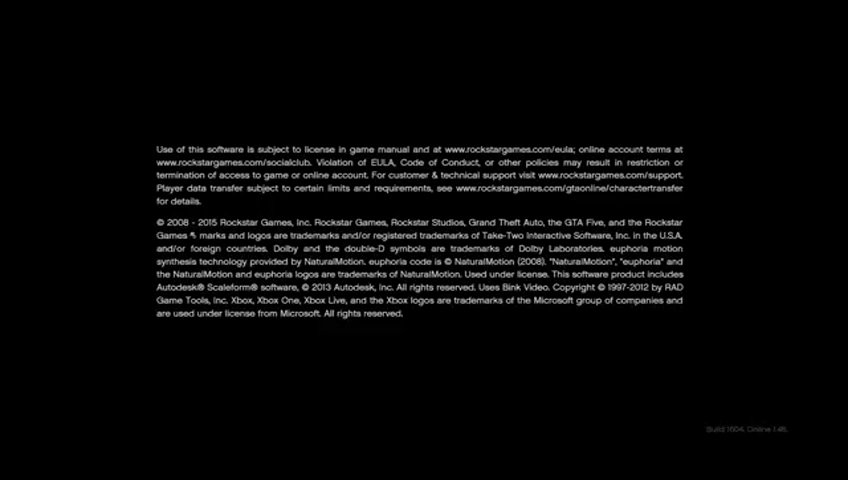 Use of this software is subject to license in game manual and at www.rockstargames.com/eula; online account terms at
www.rockstargames.com/socialclub. Violation of EULA, Code of Conduct, or other policies may result in restriction or
termination of access to game or online account. For customer & technical support visit www.rockstargames.com/support.
Player data transfer subject to certain limits and requirements, see www.rockstargames.com/gtaonline/charactertransfer
for details.
© 2008 - 2015 Rockstar Games, Inc. Rockstar Games, Rockstar Studios, Grand Theft Auto, the GTA Five, and the Rockstar
Games marks and logos are trademarks and/or registered trademarks of Take-Two Interactive Software, Inc. in the U.S.A.
and/or foreign countries. Dolby and the double-D symbols are trademarks of Dolby Laboratories. euphoria motion
synthesis technology provided by NaturalMotion. euphoria code is © NaturalMotion (2008). "NaturalMotion", "euphoria" and
the NaturalMotion and euphoria logos are trademarks of NaturalMotion. Used under license. This software product includes
Autodesk® Scaleform® software, © 2013 Autodesk, Inc. All rights reserved. Uses Bink Video. Copyright © 1997-2012 by RAD
Game Tools, Inc. Xbox, Xbox One, Xbox Live, and the Xbox logos are trademarks of the Microsoft group of companies and
are used under license from Microsoft. All rights reserved.
Build 1604, Online 1.46,